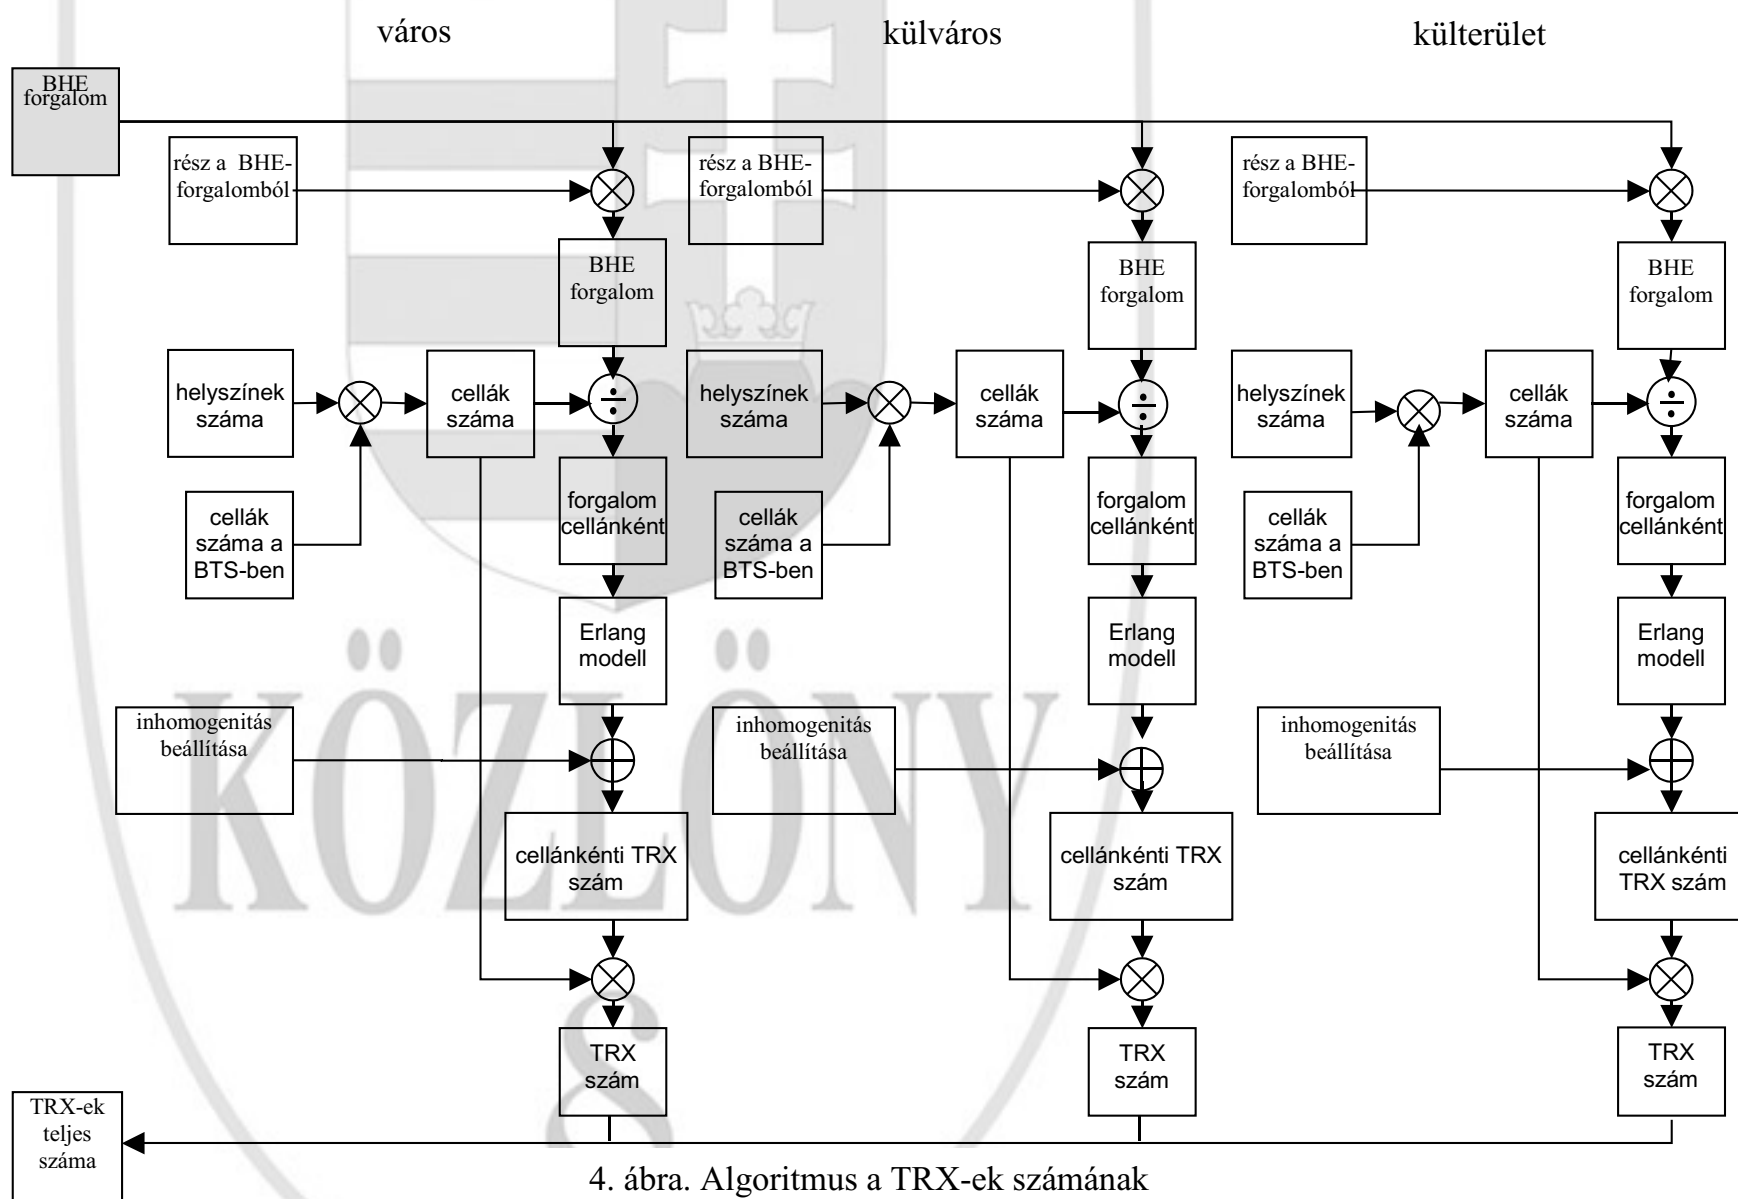 város
külváros
külterület
BHE
forgalom
rész a BHE-
forgalomból
rész a BHE-
forgalomból
rész a BHE-
forgalomból
BHE
forgalom
BHE
forgalom
BHE
forgalom
helyszínek
száma
cellák
száma
helyszínek
száma
cellák
száma
helyszínek
száma
cellák
száma
cellák
száma a
BTS-ben
forgalom
cellánként
cellák
száma a
BTS-ben
forgalom
cellánként
cellák
száma a
BTS-ben
forgalom
cellánként
Erlang
modell
Erlang
modell
Erlang
modell
inhomogenitás
beállítása
inhomogenitás
beállítása
inhomogenitás
beállítása
KÖZLÖNY
cellánkénti TRX
szám
cellánkénti TRX
szám
cellánkénti
TRX szám
TRX
szám
TRX
szám
TRX
szám
TRX-ek
teljes
száma
4. ábra. Algoritmus a TRX-ek számának